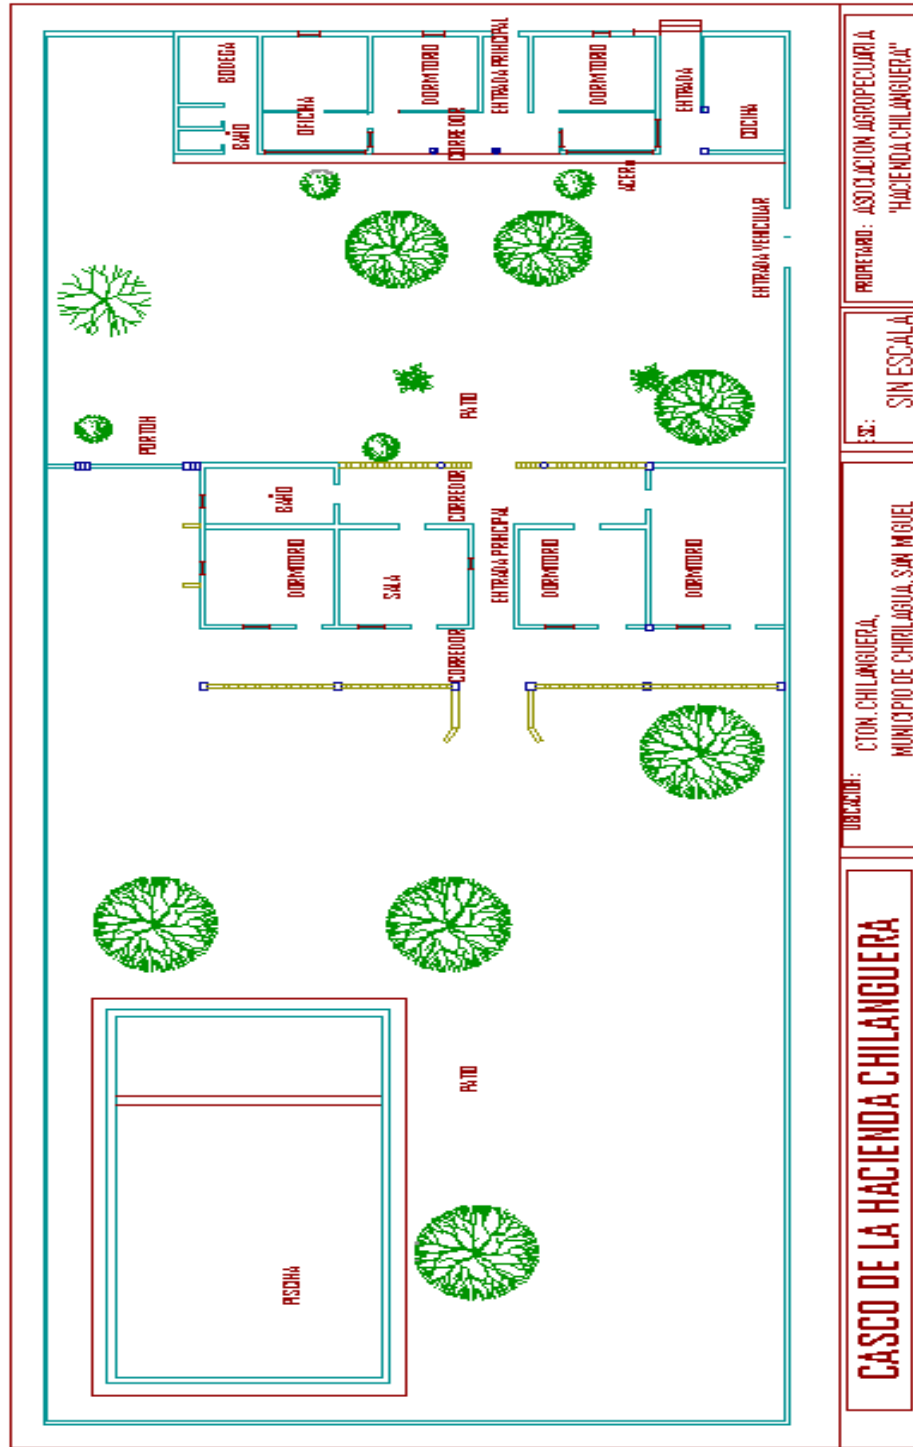 BODEGA
BAÑO
OFICINA
DORMITORIO
CORREDOR
ENTRADA PRINCIPAL
DORMITORIO
ENTRADA
COCINA
ACERA
ENTRADA VEHICULAR
PORTON
PATIO
BAÑO
DORMITORIO
SALA
CORREDOR
ENTRADA PRINCIPAL
DORMITORIO
DORMITORIO
CORREDOR
PATIO
PISCINA
PROPIETARIO: ASOCIACION AGROPECUARIA
"HACIENDA CHILANGUERA"
ESC: SIN ESCALA
UBICACION: CTON. CHILANGUERA,
MUNICIPIO DE CHIRILAGUA, SAN MIGUEL
CASCO DE LA HACIENDA CHILANGUERA